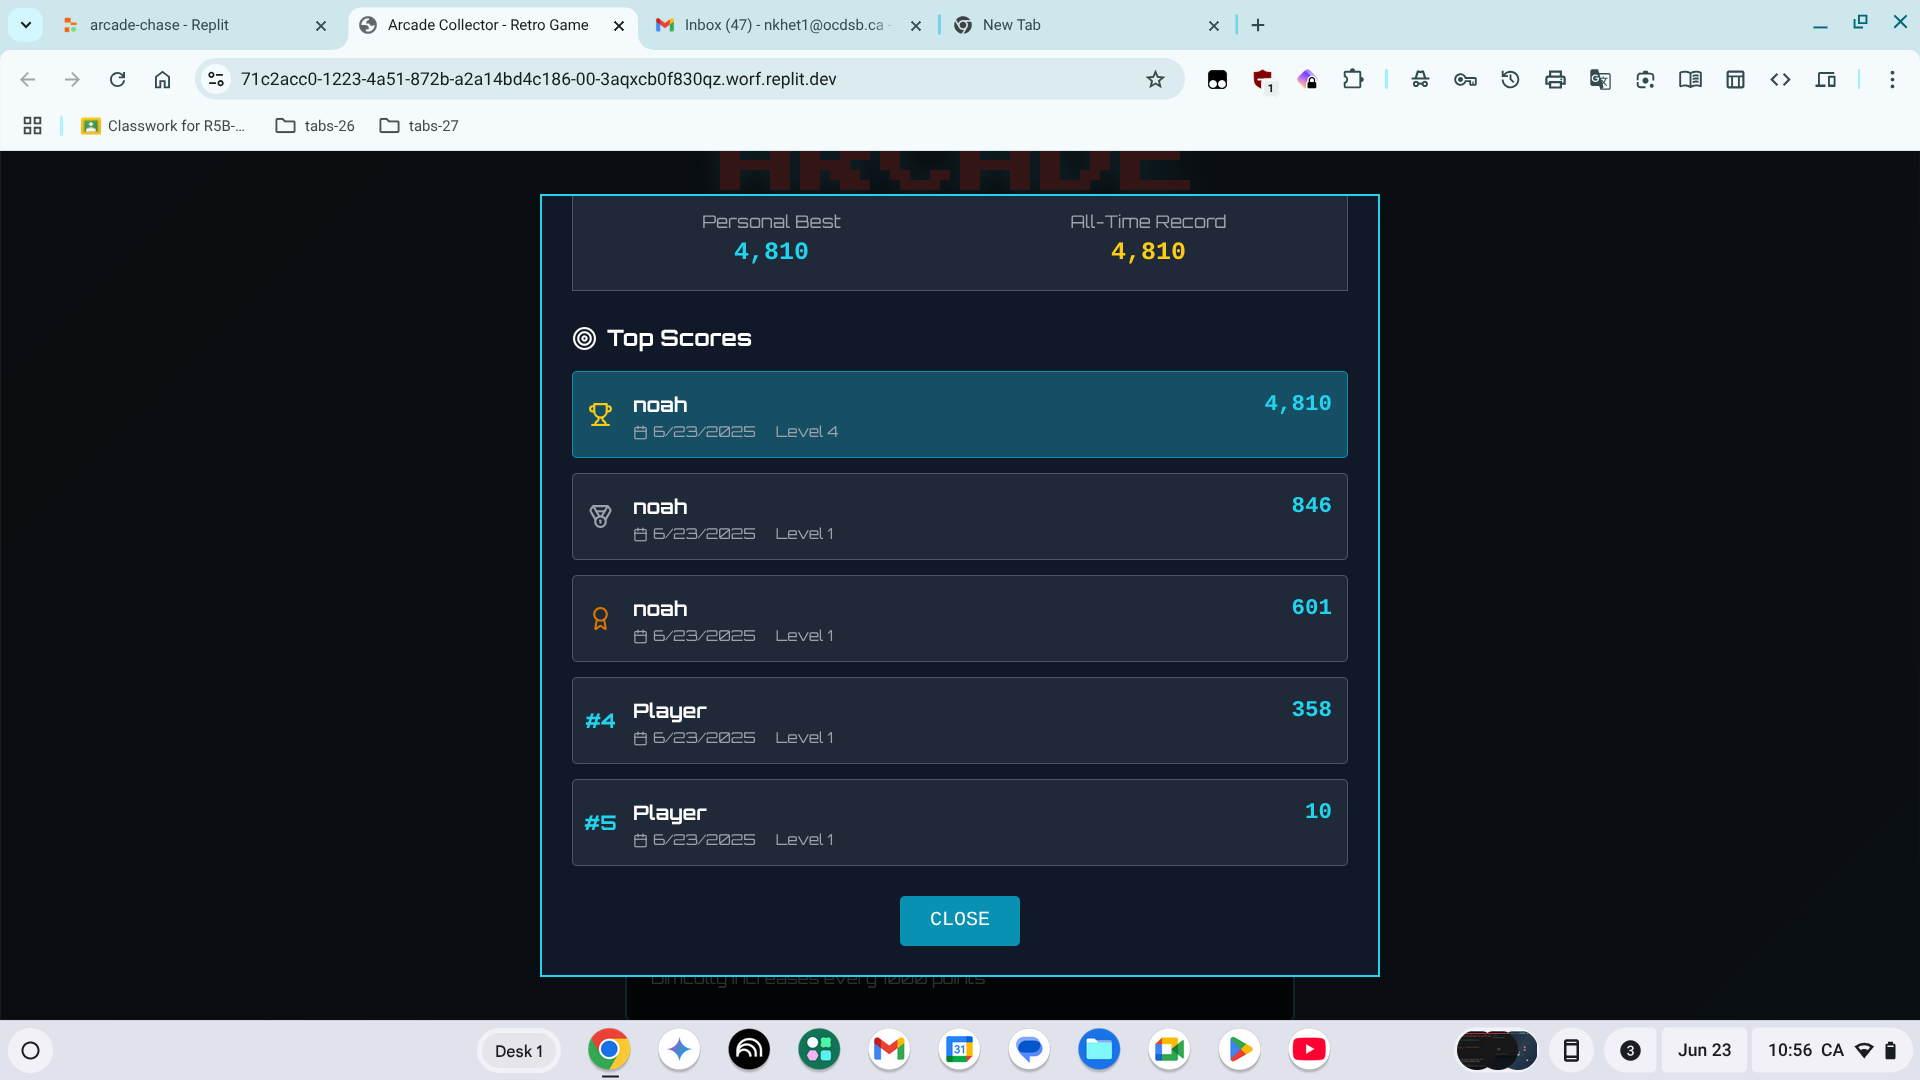 arcade-chase - Replit
Arcade Collector - Retro Game
Inbox (47) - nkhet1@ocdsb.ca -
New Tab
71c2acc0-1223-4a51-872b-a2a14bd4c186-00-3aqxcb0f830qz.worf.replit.dev
1
Classwork for R5B-...
tabs-26
tabs-27
ARCADE
Personal Best
All-Time Record
4,810
4,810
Top Scores
noah
4,810
6/23/2025 Level 4
noah
846
6/23/2025 Level 1
noah
601
6/23/2025 Level 1
#4
Player
358
6/23/2025 Level 1
#5
Player
10
6/23/2025 Level 1
CLOSE
Difficulty increases every 1000 points
Desk 1
31
3
Jun 23
10:56 CA